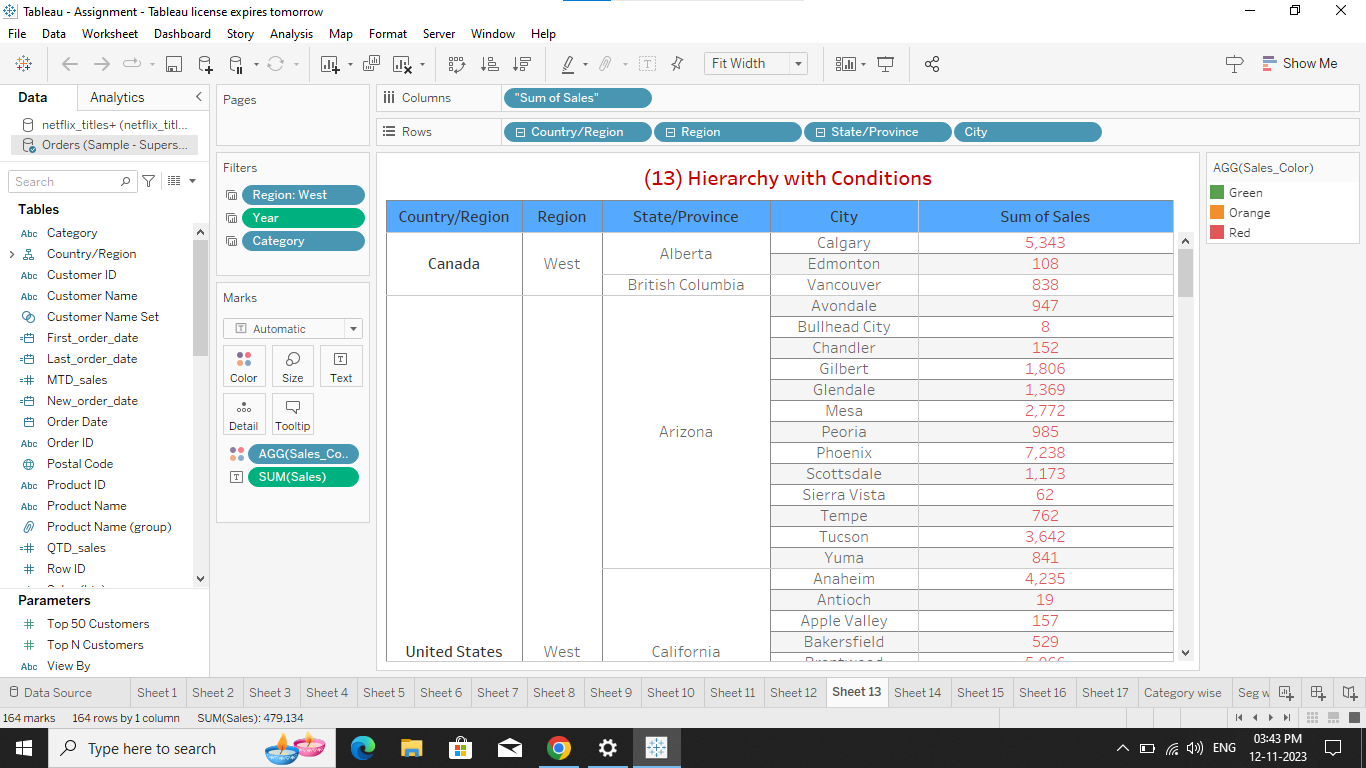 Tableau - Assignment - Tableau license expires tomorrow
File Data Worksheet Dashboard Story Analysis Map Format Server Window Help
Fit Width
Show Me
Data Analytics
netflix_titles+ (netflix_titl...
Orders (Sample - Supers...
Search
Tables
Abc Category
Country/Region
Abc Customer ID
Abc Customer Name
Customer Name Set
First_order_date
Last_order_date
MTD_sales
New_order_date
Order Date
Abc Order ID
Postal Code
Abc Product ID
Abc Product Name
Product Name (group)
QTD_sales
Row ID
Parameters
Top 50 Customers
Top N Customers
Abc View By
Pages
Filters
Region: West
Year
Category
Marks
Automatic
Color Size Text
Detail Tooltip
AGG(Sales_Co..
SUM(Sales)
Columns "Sum of Sales"
Rows Country/Region Region State/Province City
(13) Hierarchy with Conditions
Country/Region Region State/Province City Sum of Sales
Canada West Alberta Calgary 5,343
Edmonton 108
British Columbia Vancouver 838
United States West Arizona Avondale 947
Bullhead City 8
Chandler 152
Gilbert 1,806
Glendale 1,369
Mesa 2,772
Peoria 985
Phoenix 7,238
Scottsdale 1,173
Sierra Vista 62
Tempe 762
Tucson 3,642
Yuma 841
California Anaheim 4,235
Antioch 19
Apple Valley 157
Bakersfield 529
AGG(Sales_Color)
Green
Orange
Red
Data Source Sheet 1 Sheet 2 Sheet 3 Sheet 4 Sheet 5 Sheet 6 Sheet 7 Sheet 8 Sheet 9 Sheet 10 Sheet 11 Sheet 12 Sheet 13 Sheet 14 Sheet 15 Sheet 16 Sheet 17 Category wise Seg w
164 marks 164 rows by 1 column SUM(Sales): 479,134
Type here to search
ENG
03:43 PM
12-11-2023